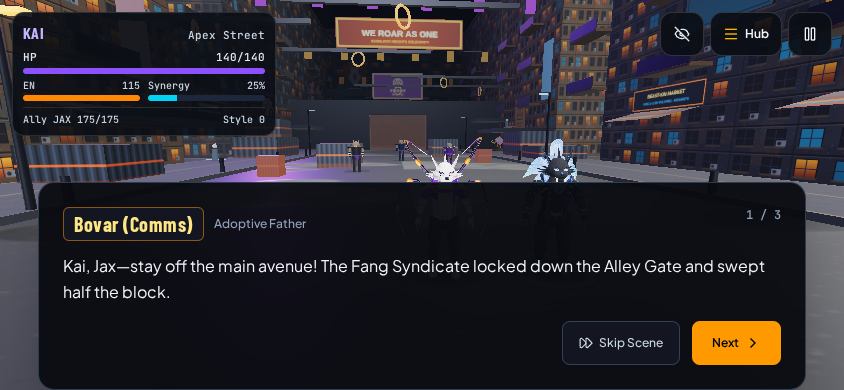 KAI
Apex Street
HP 140/140
EN 115 Synergy 25%
Ally JAX 175/175 Style 0
WE ROAR AS ONE
Hub
Bovar (Comms)
Adoptive Father
1 / 3
Kai, Jax—stay off the main avenue! The Fang Syndicate locked down the Alley Gate and swept
half the block.
Skip Scene
Next